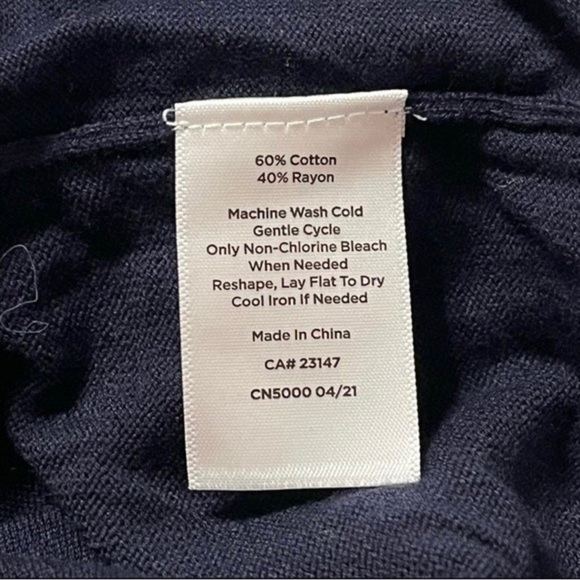 60% Cotton
40% Rayon
Machine Wash Cold
Gentle Cycle
Only Non-Chlorine Bleach
When Needed
Reshape, Lay Flat To Dry
Cool Iron If Needed
Made In China
CA# 23147
CN5000 04/21